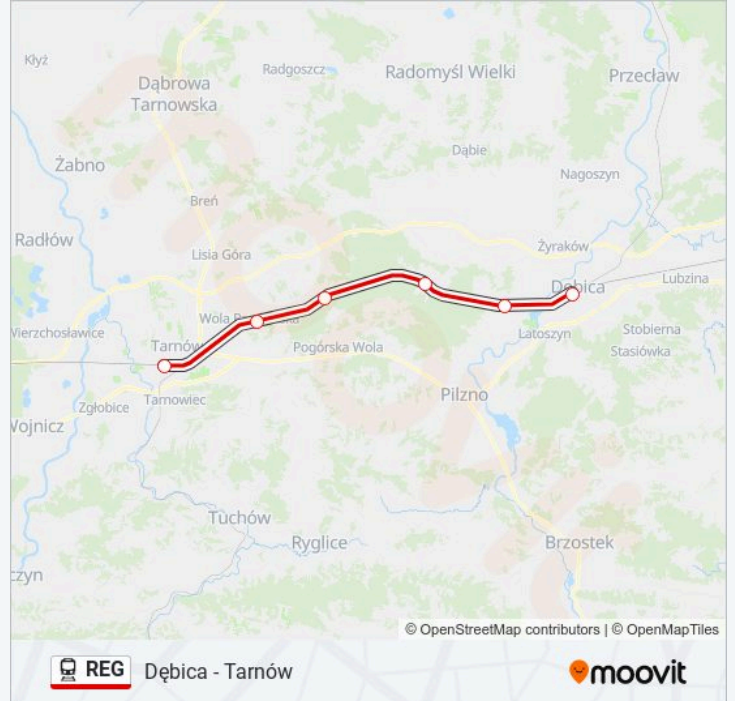 Kłyż
Radgoszcz
Radomyśl Wielki
Przecław
Dąbrowa
Tarnowska
Dąbie
Żabno
Nagoszyn
Breń
Radłów
Lisia Góra
Żyraków
Dębica
Lubzina
Wola
Wierzchosławice
Tarnów
Pogórska Wola
Latoszyn
Stobierna
Stasiówka
Pilzno
Zgłobice
Tarnowiec
Wojnicz
Tuchów
Ryglice
Brzostek
czyn
© OpenStreetMap contributors | © OpenMapTiles
REG Dębica - Tarnów
moovit